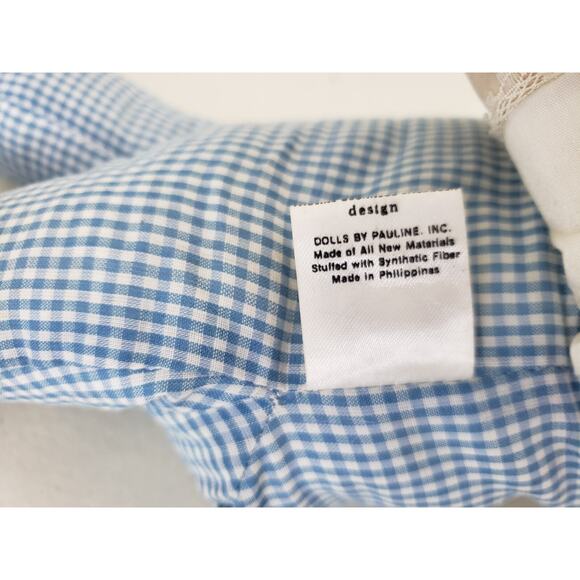 design
DOLLS BY PAULINE, INC.
Made of All New Materials
Stuffed with Synthetic Fiber
Made in Philippines